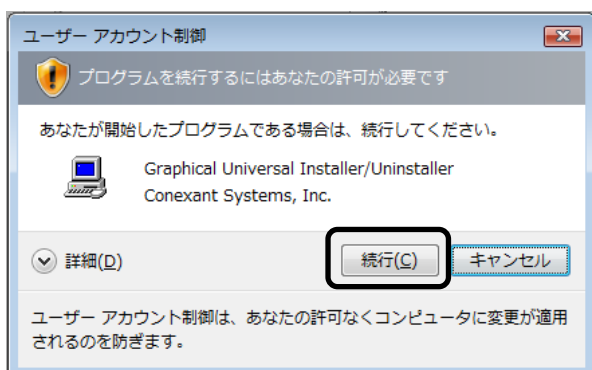 ユーザー アカウント制御
プログラムを続行するにはあなたの許可が必要です
あなたが開始したプログラムである場合は、続行してください。
Graphical Universal Installer/Uninstaller
Conexant Systems, Inc.
詳細(D)
続行(C)
キャンセル
ユーザー アカウント制御は、あなたの許可なくコンピュータに変更が適用
されるのを防ぎます。